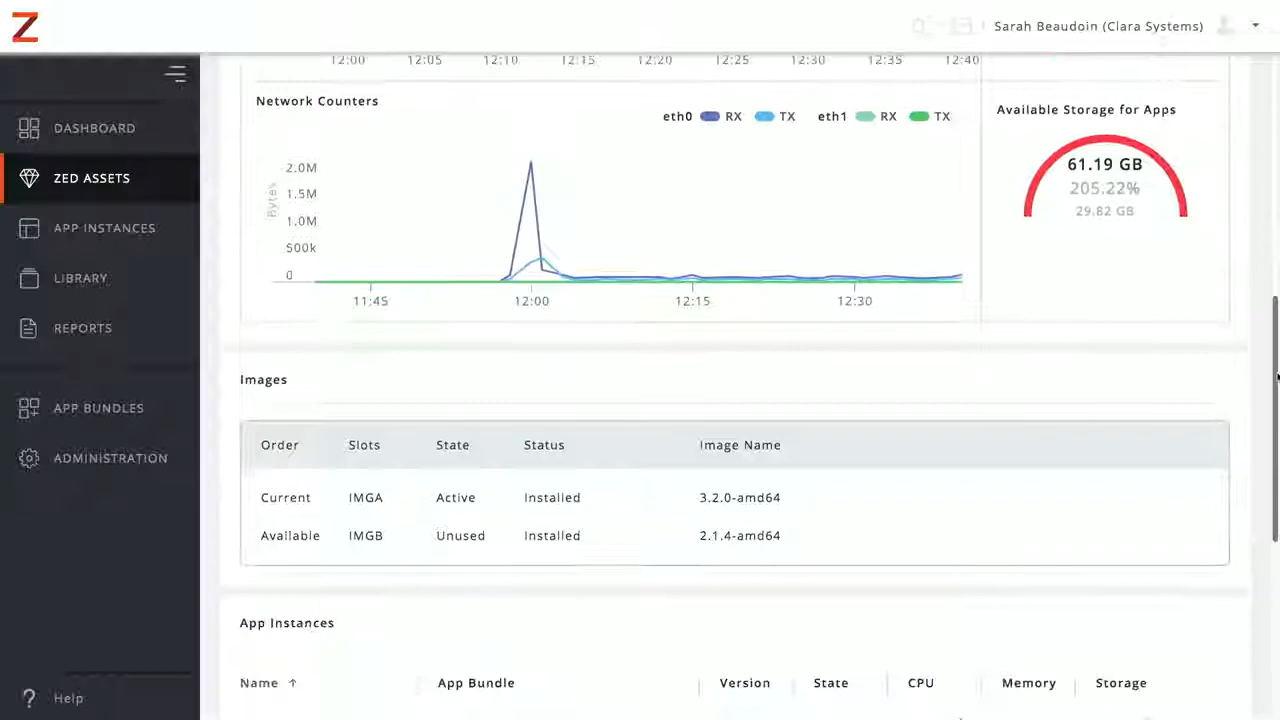 Z
Sarah Beaudoin (Clara Systems)
DASHBOARD
ZED ASSETS
APP INSTANCES
LIBRARY
REPORTS
APP BUNDLES
ADMINISTRATION
? Help
12:00 12:05 12:10 12:15 12:20 12:25 12:30 12:35 12:40
Network Counters
eth0 RX TX eth1 RX TX
Bytes
2.0M
1.5M
1.0M
500k
0
11:45 12:00 12:15 12:30
Available Storage for Apps
61.19 GB
205.22%
29.82 GB
Images
Order Slots State Status Image Name
Current IMGA Active Installed 3.2.0-amd64
Available IMGB Unused Installed 2.1.4-amd64
App Instances
Name ↑ App Bundle Version State CPU Memory Storage